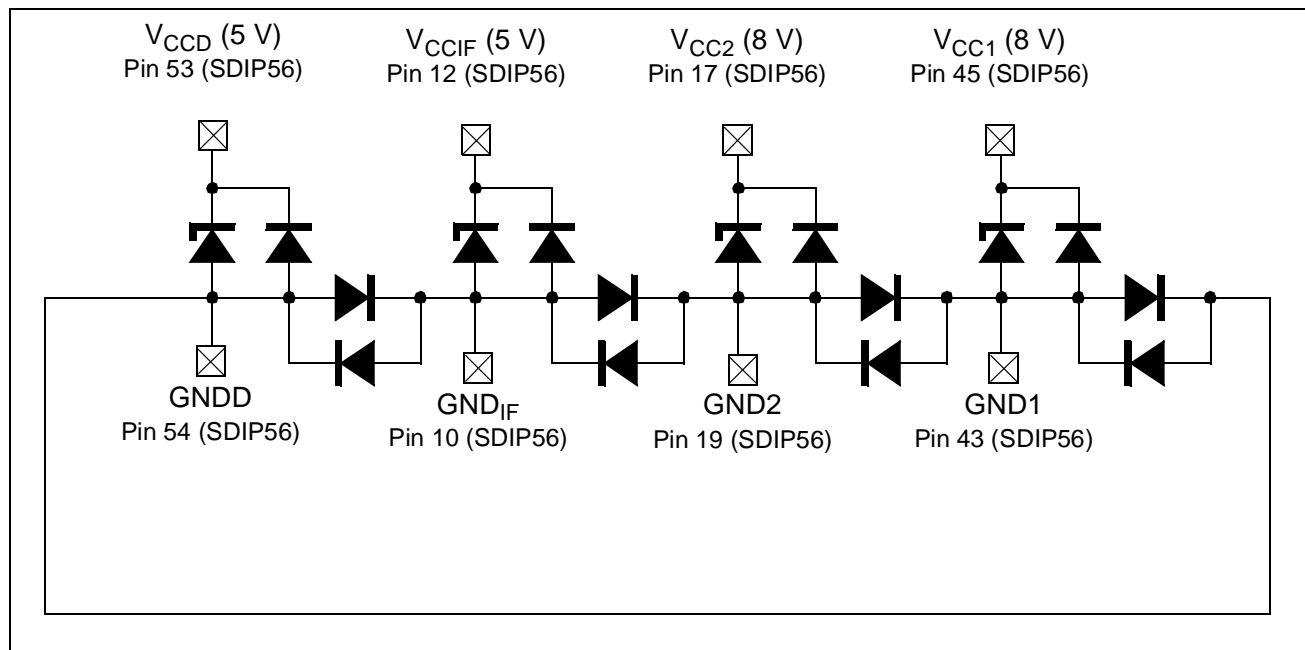 VCCD (5 V)
Pin 53 (SDIP56)
VCCIF (5 V)
Pin 12 (SDIP56)
VCC2 (8 V)
Pin 17 (SDIP56)
VCC1 (8 V)
Pin 45 (SDIP56)
GNDD
Pin 54 (SDIP56)
GNDIF
Pin 10 (SDIP56)
GND2
Pin 19 (SDIP56)
GND1
Pin 43 (SDIP56)